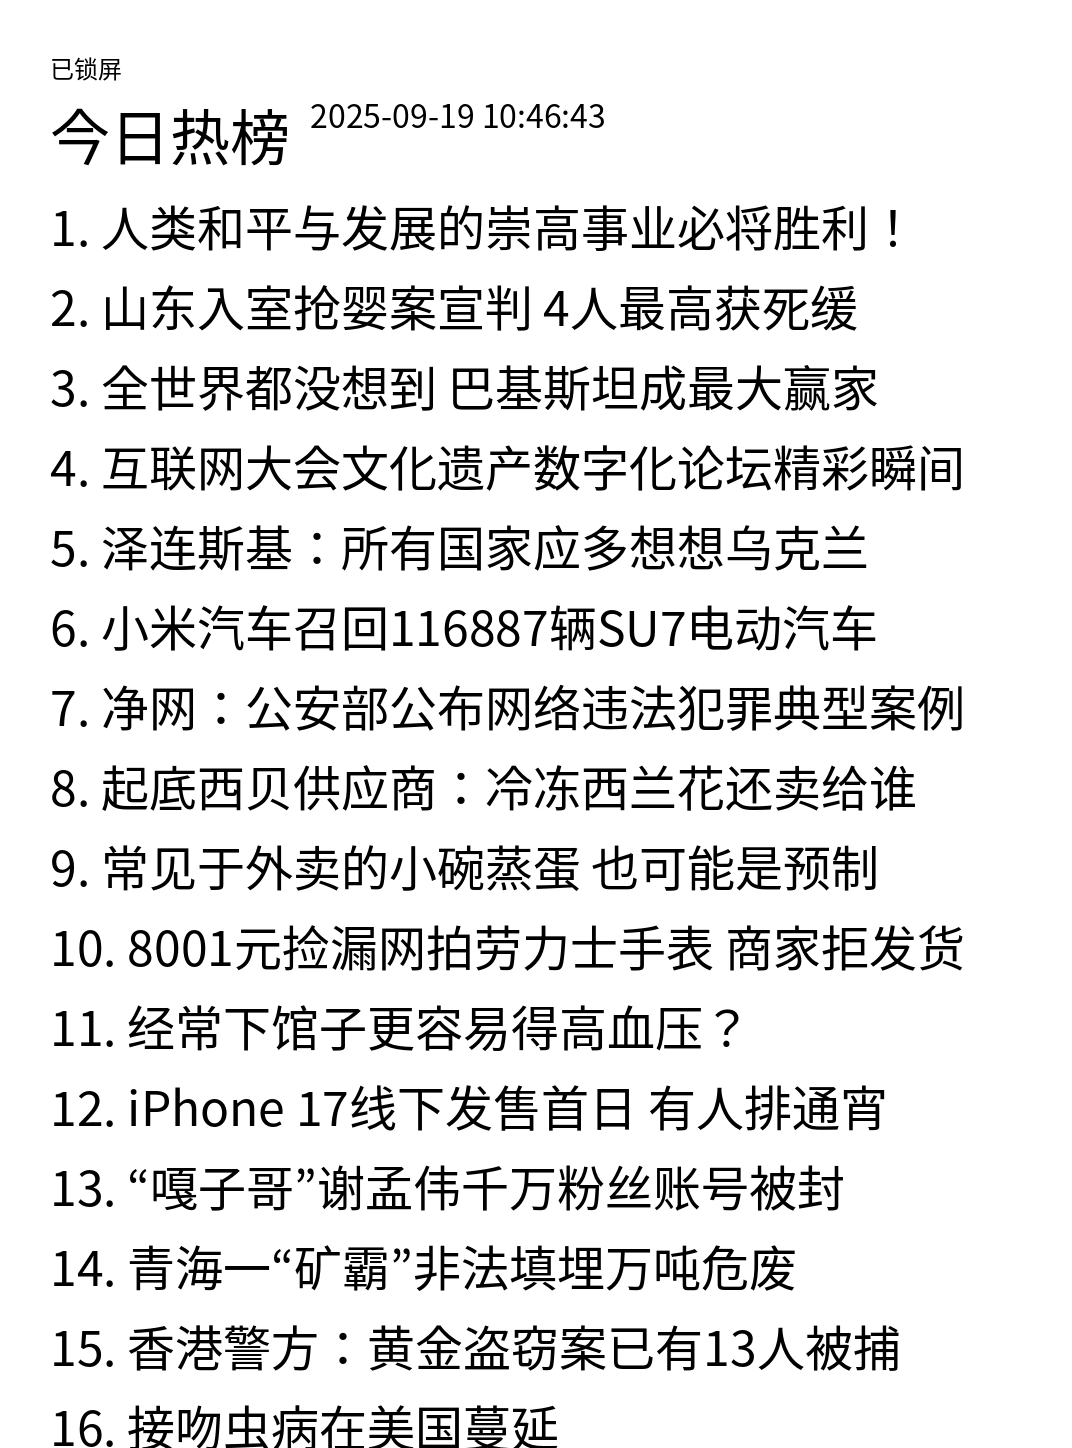 已锁屏
今日热榜 2025-09-19 10:46:43
1. 人类和平与发展的崇高事业必将胜利！
2. 山东入室抢婴案宣判 4人最高获死缓
3. 全世界都没想到 巴基斯坦成最大赢家
4. 互联网大会文化遗产数字化论坛精彩瞬间
5. 泽连斯基：所有国家应多想想乌克兰
6. 小米汽车召回116887辆SU7电动汽车
7. 净网：公安部公布网络违法犯罪典型案例
8. 起底西贝供应商：冷冻西兰花还卖给谁
9. 常见于外卖的小碗蒸蛋 也可能是预制
10. 8001元捡漏网拍劳力士手表 商家拒发货
11. 经常下馆子更容易得高血压？
12. iPhone 17线下发售首日 有人排通宵
13. “嘎子哥”谢孟伟千万粉丝账号被封
14. 青海一“矿霸”非法填埋万吨危废
15. 香港警方：黄金盗窃案已有13人被捕
16. 接吻虫病在美国蔓延